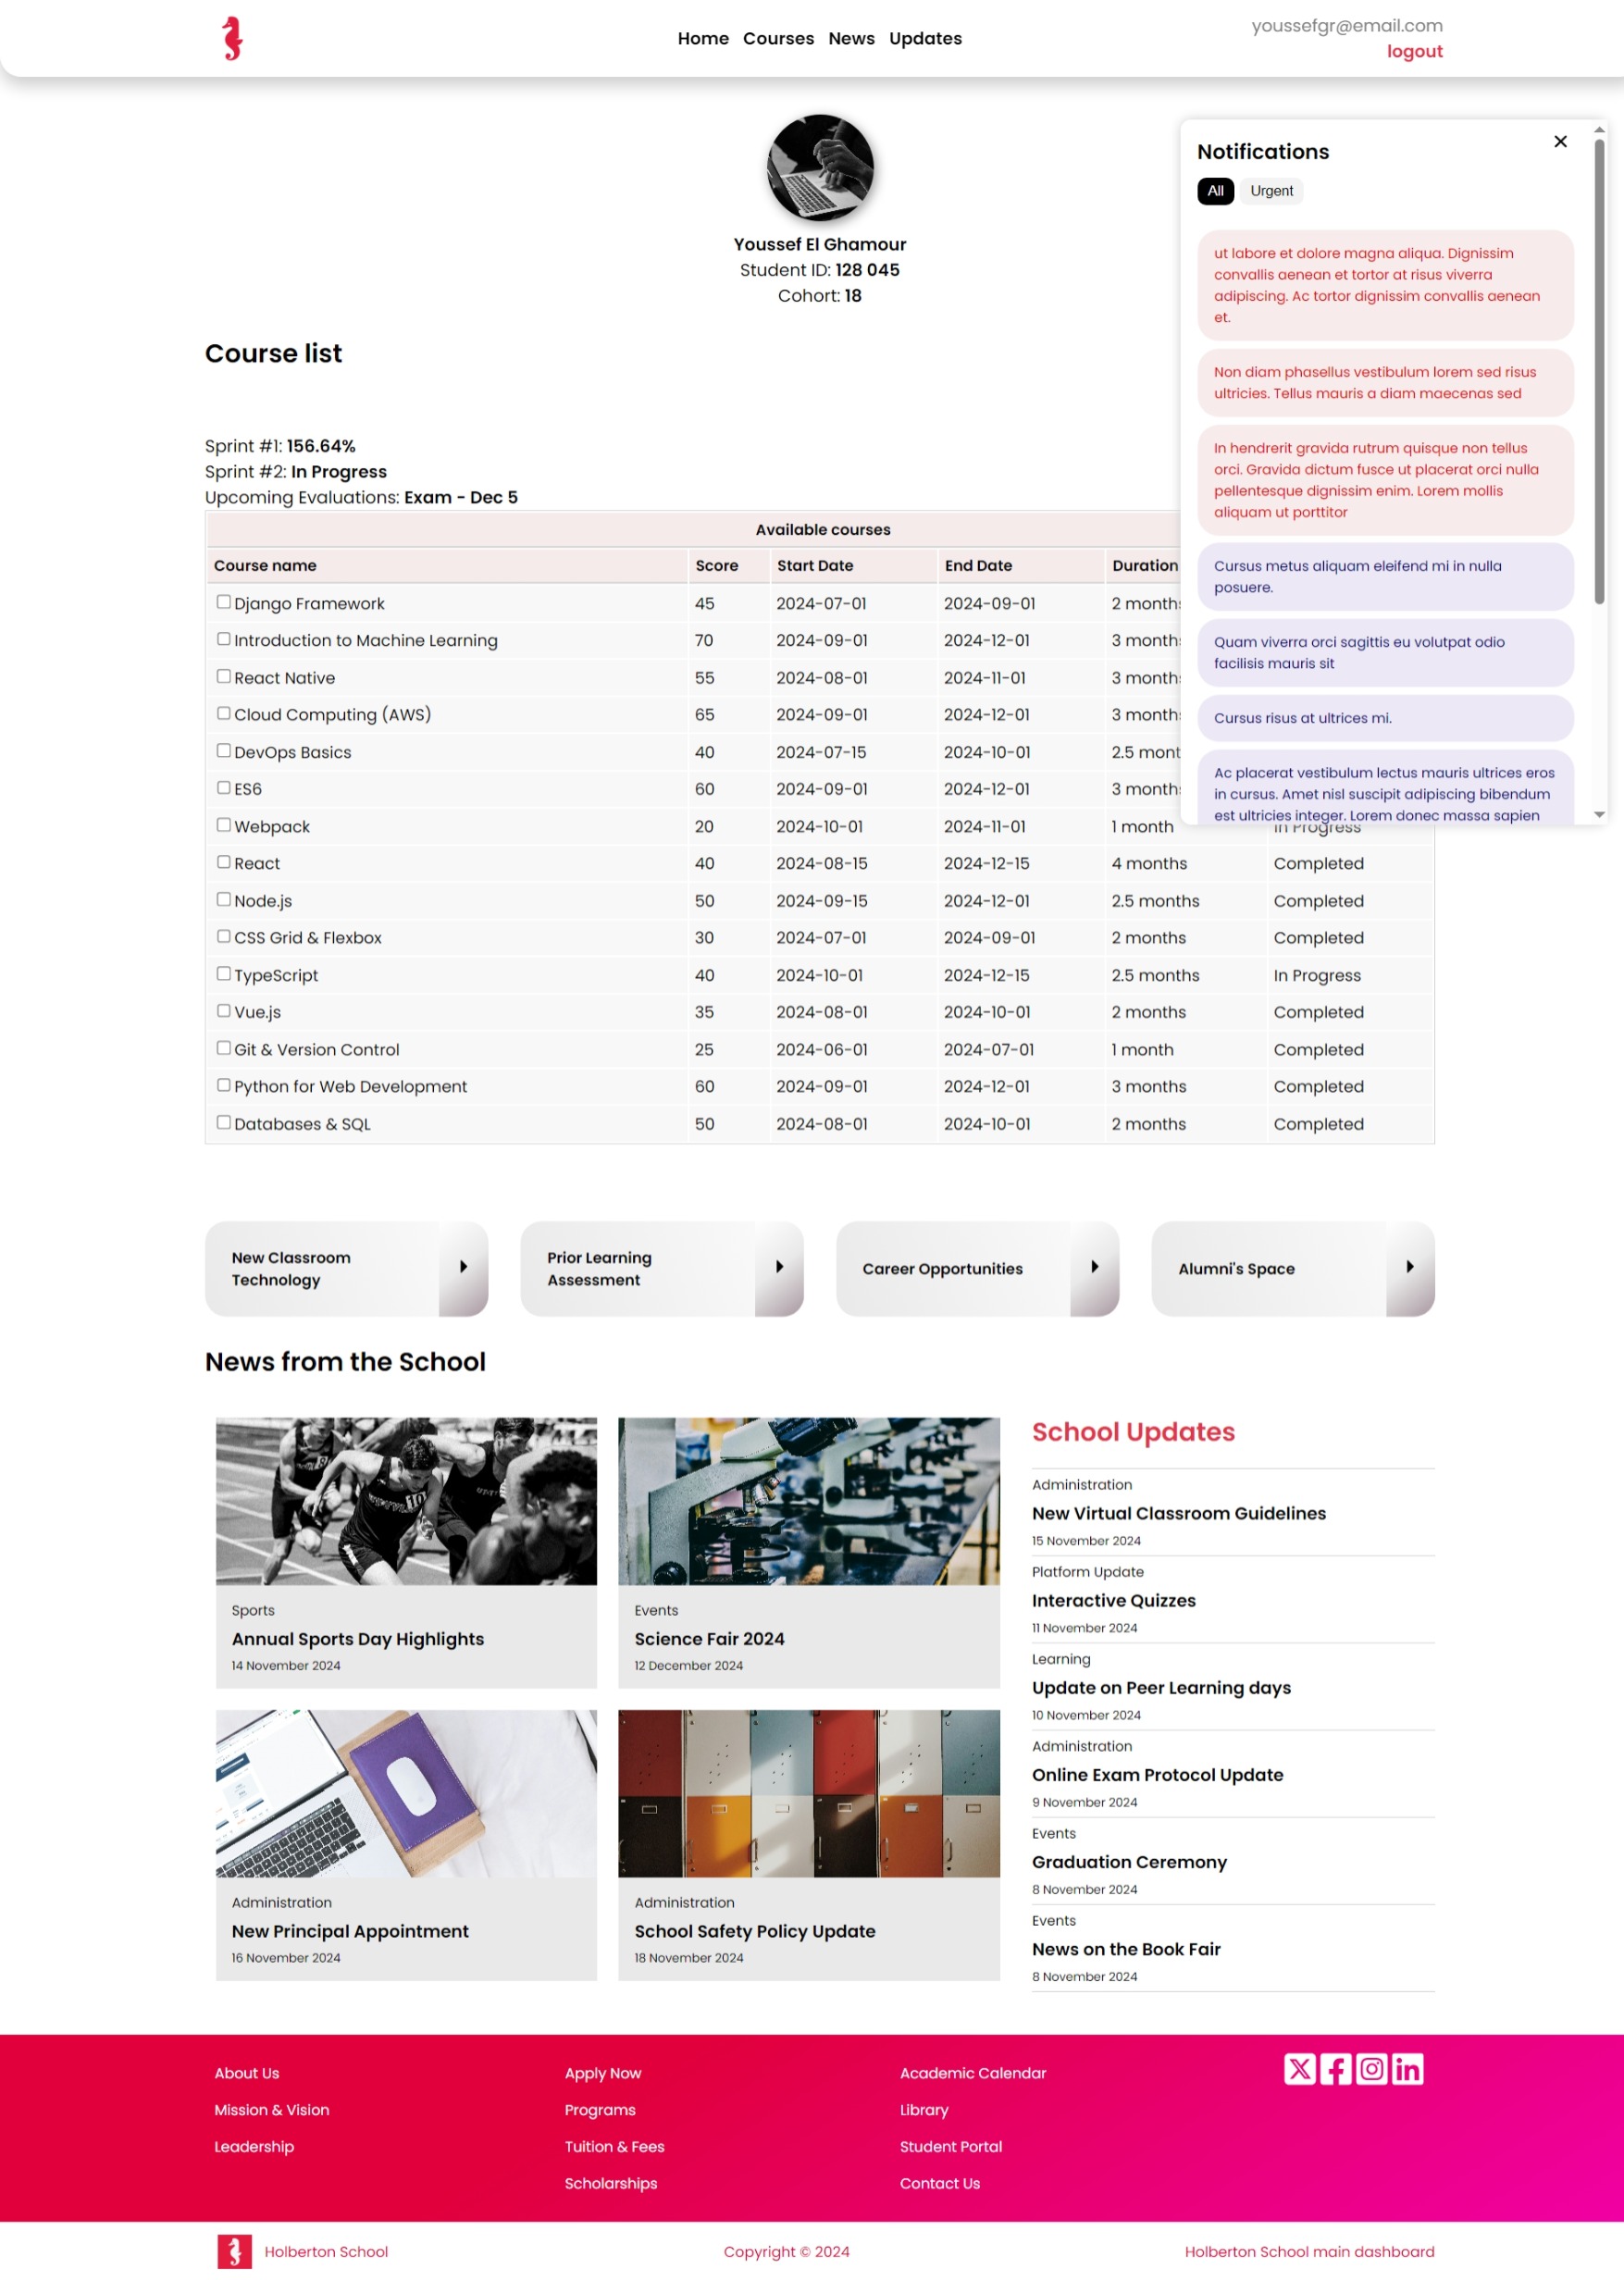 Home Courses News Updates
youssefgr@email.com
logout
Youssef El Ghamour
Student ID: 128 045
Cohort: 18
Notifications
All Urgent
ut labore et dolore magna aliqua. Dignissim
convallis aenean et tortor at risus viverra
adipiscing. Ac tortor dignissim convallis aenean
et.
Non diam phasellus vestibulum lorem sed risus
ultricies. Tellus mauris a diam maecenas sed
In hendrerit gravida rutrum quisque non tellus
orci. Gravida dictum fusce ut placerat orci nulla
pellentesque dignissim enim. Lorem mollis
aliquam ut porttitor
Cursus metus aliquam eleifend mi in nulla
posuere.
Quam viverra orci sagittis eu volutpat odio
facilisis mauris sit
Cursus risus at ultrices mi.
Ac placerat vestibulum lectus mauris ultrices eros
in cursus. Amet nisl suscipit adipiscing bibendum
est ultricies integer. Lorem donec massa sapien
Course list
Sprint #1: 156.64%
Sprint #2: In Progress
Upcoming Evaluations: Exam - Dec 5
Available courses
Course name Score Start Date End Date Duration
Django Framework 45 2024-07-01 2024-09-01 2 months
Introduction to Machine Learning 70 2024-09-01 2024-12-01 3 months
React Native 55 2024-08-01 2024-11-01 3 months
Cloud Computing (AWS) 65 2024-09-01 2024-12-01 3 months
DevOps Basics 40 2024-07-15 2024-10-01 2.5 mont
ES6 60 2024-09-01 2024-12-01 3 months
Webpack 20 2024-10-01 2024-11-01 1 month In Progress
React 40 2024-08-15 2024-12-15 4 months Completed
Node.js 50 2024-09-15 2024-12-01 2.5 months Completed
CSS Grid & Flexbox 30 2024-07-01 2024-09-01 2 months Completed
TypeScript 40 2024-10-01 2024-12-15 2.5 months In Progress
Vue.js 35 2024-08-01 2024-10-01 2 months Completed
Git & Version Control 25 2024-06-01 2024-07-01 1 month Completed
Python for Web Development 60 2024-09-01 2024-12-01 3 months Completed
Databases & SQL 50 2024-08-01 2024-10-01 2 months Completed
New Classroom
Technology
Prior Learning
Assessment
Career Opportunities
Alumni's Space
News from the School
Sports
Annual Sports Day Highlights
14 November 2024
Events
Science Fair 2024
12 December 2024
Administration
New Principal Appointment
16 November 2024
Administration
School Safety Policy Update
18 November 2024
School Updates
Administration
New Virtual Classroom Guidelines
15 November 2024
Platform Update
Interactive Quizzes
11 November 2024
Learning
Update on Peer Learning days
10 November 2024
Administration
Online Exam Protocol Update
9 November 2024
Events
Graduation Ceremony
8 November 2024
Events
News on the Book Fair
8 November 2024
About Us
Mission & Vision
Leadership
Apply Now
Programs
Tuition & Fees
Scholarships
Academic Calendar
Library
Student Portal
Contact Us
Holberton School
Copyright © 2024
Holberton School main dashboard